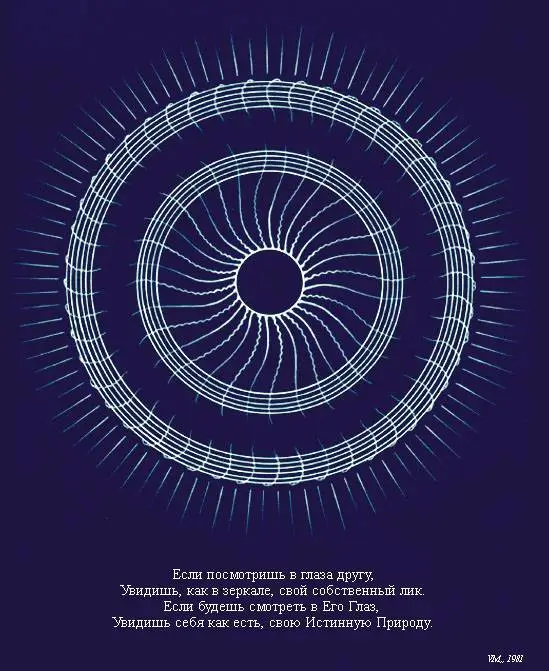 Если посмотришь в глаза другу,
Увидишь, как в зеркале, свой собственный лик.
Если будешь смотреть в Его Глаз,
Увидишь себя как есть, свою Истинную Природу.
V.M., 1981